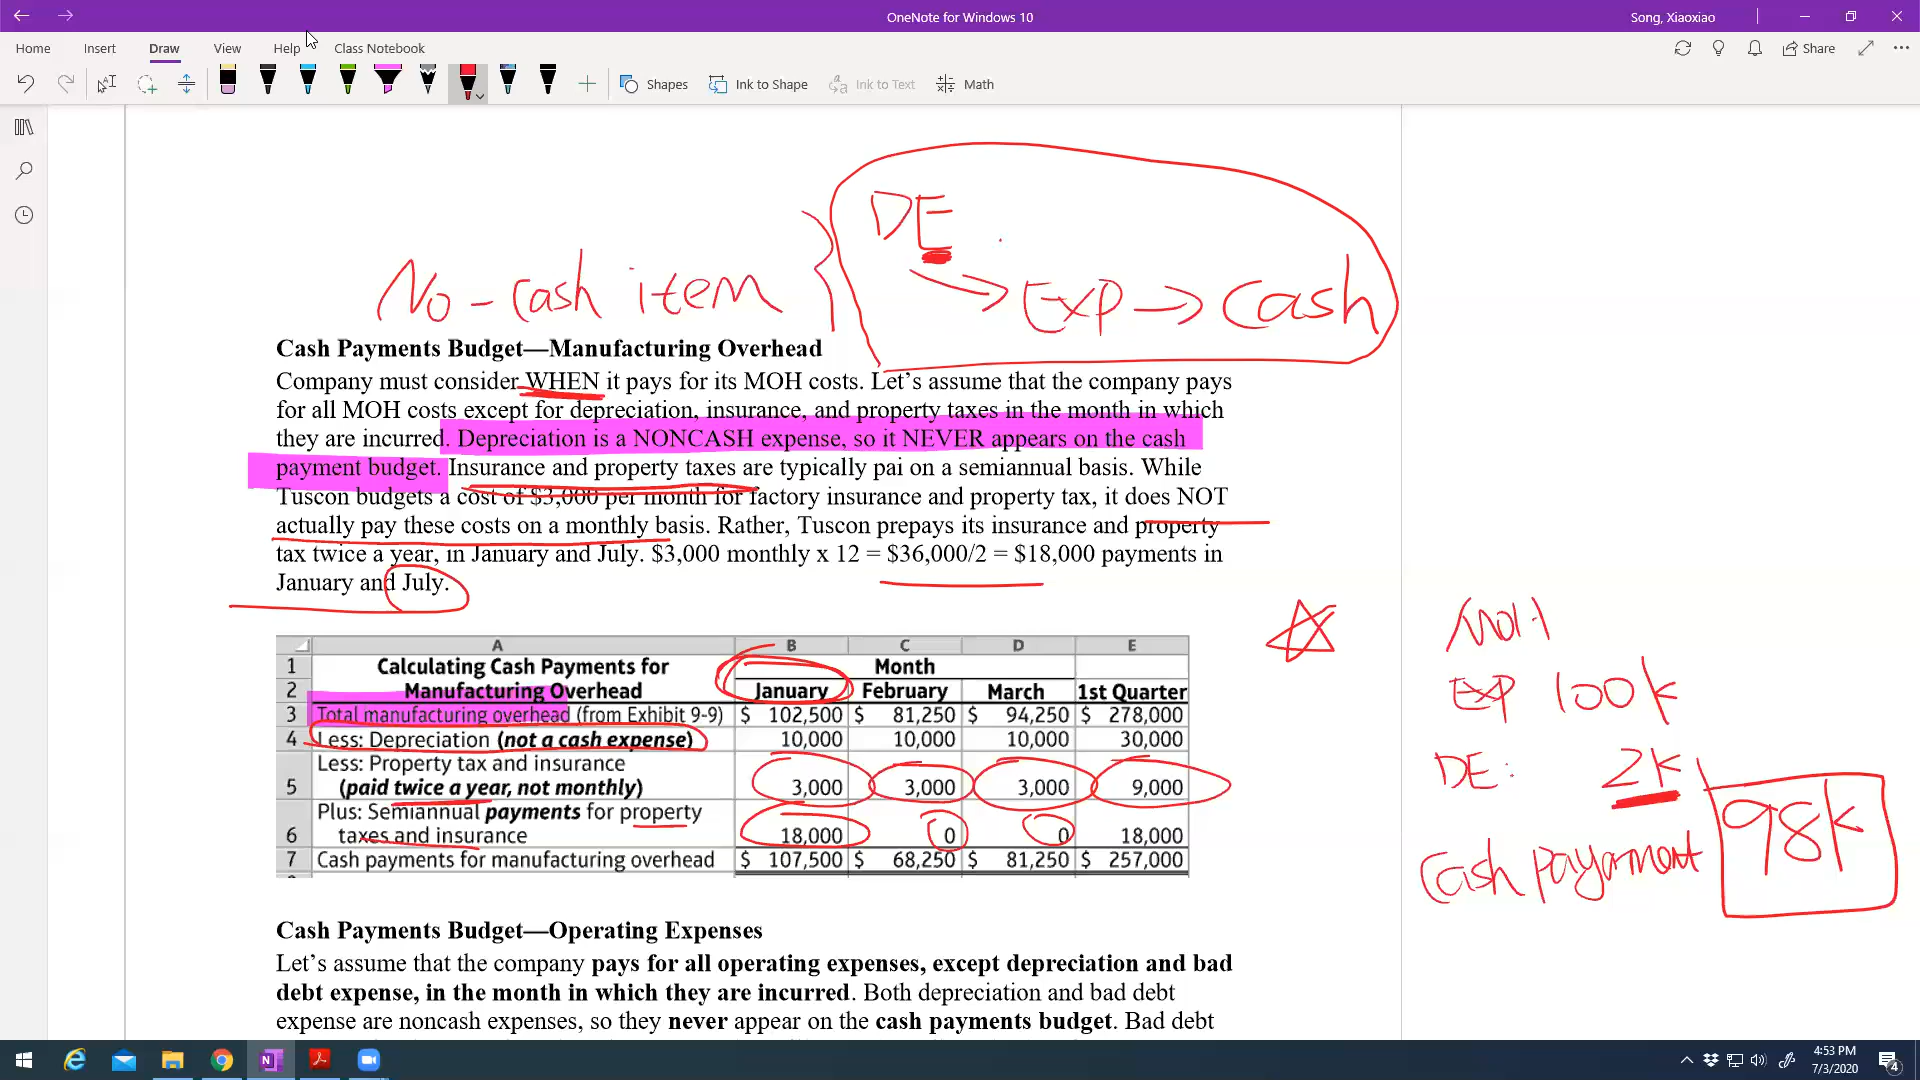 OneNote for Windows 10
Song, Xiaoxiao
Home Insert Draw View Help Class Notebook
Share
Shapes Ink to Shape Ink to Text Math
DE
No-cash item
Exp → Cash
Cash Payments Budget—Manufacturing Overhead
Company must consider WHEN it pays for its MOH costs. Let's assume that the company pays
for all MOH costs except for depreciation, insurance, and property taxes in the month in which
they are incurred. Depreciation is a NONCASH expense, so it NEVER appears on the cash
payment budget. Insurance and property taxes are typically pai on a semiannual basis. While
Tuscon budgets a cost of $3,000 per month for factory insurance and property tax, it does NOT
actually pay these costs on a monthly basis. Rather, Tuscon prepays its insurance and property
tax twice a year, in January and July. $3,000 monthly x 12 = $36,000/2 = $18,000 payments in
January and July.
A B C D E
1 Calculating Cash Payments for Month
2 Manufacturing Overhead January February March 1st Quarter
3 Total manufacturing overhead (from Exhibit 9-9) $ 102,500 $ 81,250 $ 94,250 $ 278,000
4 Less: Depreciation (not a cash expense) 10,000 10,000 10,000 30,000
Less: Property tax and insurance
5 (paid twice a year, not monthly) 3,000 3,000 3,000 9,000
Plus: Semiannual payments for property
6 taxes and insurance 18,000 0 0 18,000
7 Cash payments for manufacturing overhead $ 107,500 $ 68,250 $ 81,250 $ 257,000
MOH
Exp 100k
DE: 2k
Cash payment 98k
Cash Payments Budget—Operating Expenses
Let's assume that the company pays for all operating expenses, except depreciation and bad
debt expense, in the month in which they are incurred. Both depreciation and bad debt
expense are noncash expenses, so they never appear on the cash payments budget. Bad debt
4:53 PM
7/3/2020
4